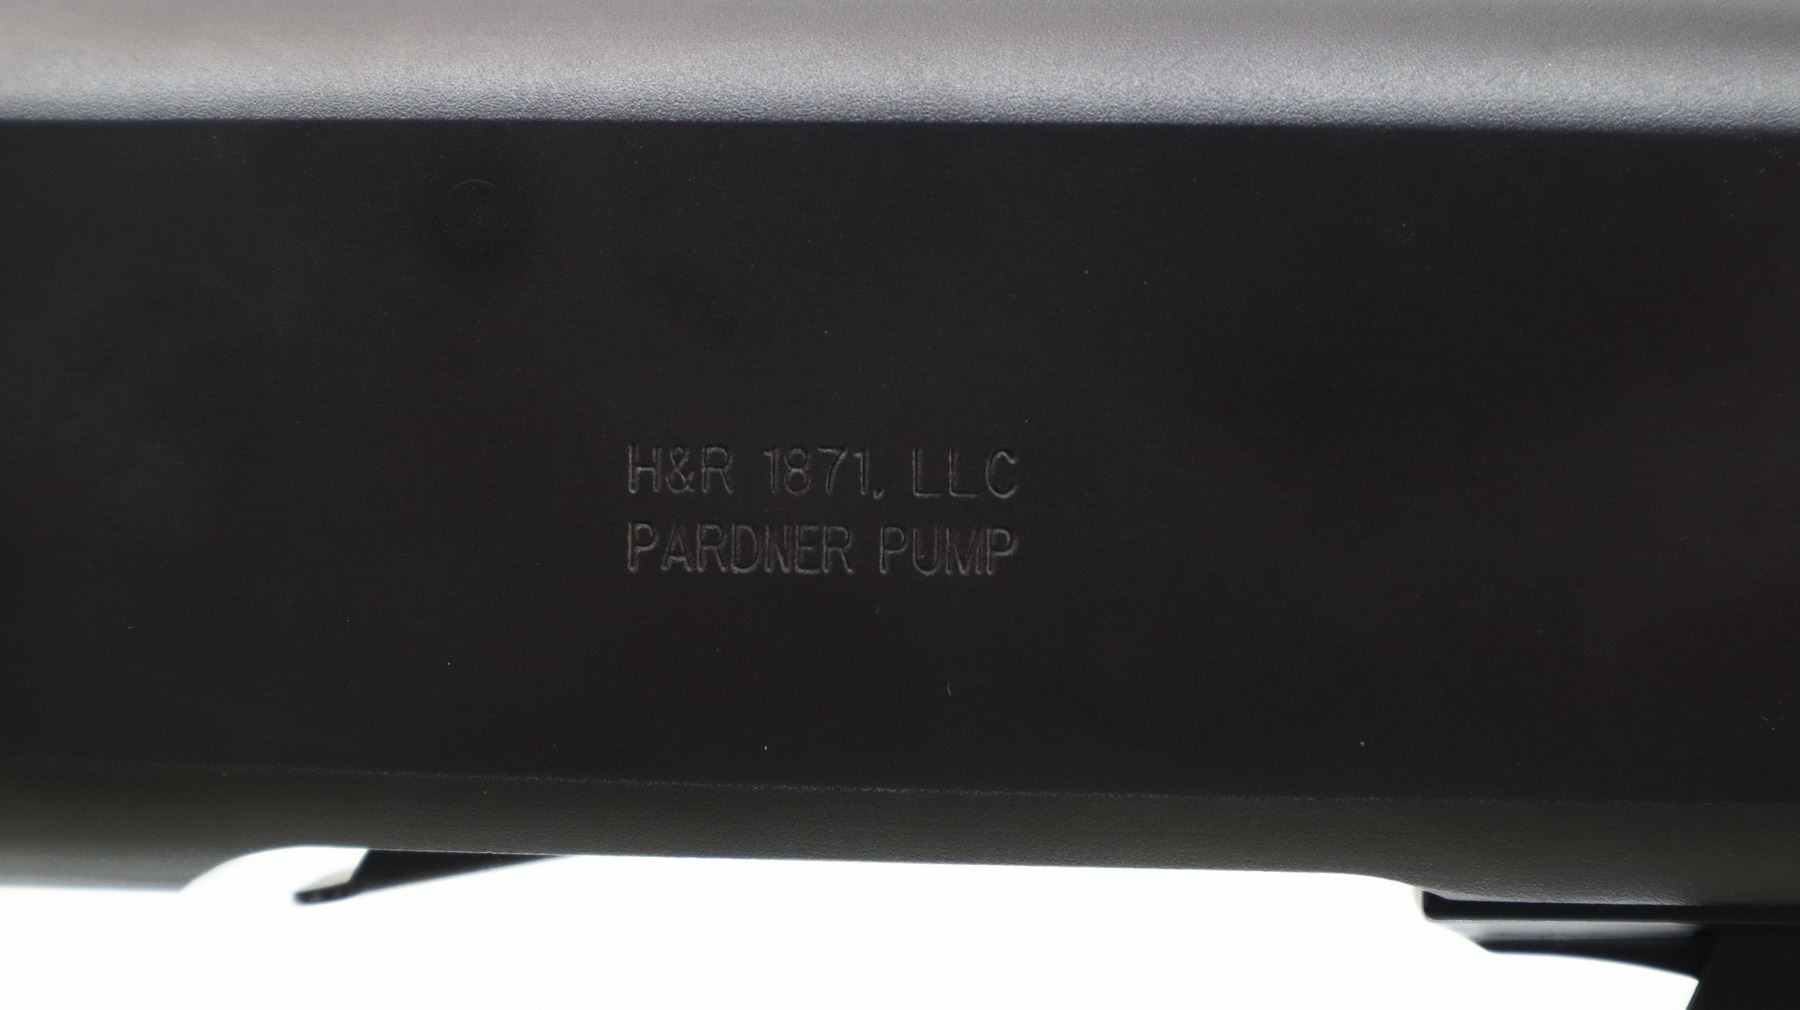 H&R 1871, LLC
PARDNER PUMP